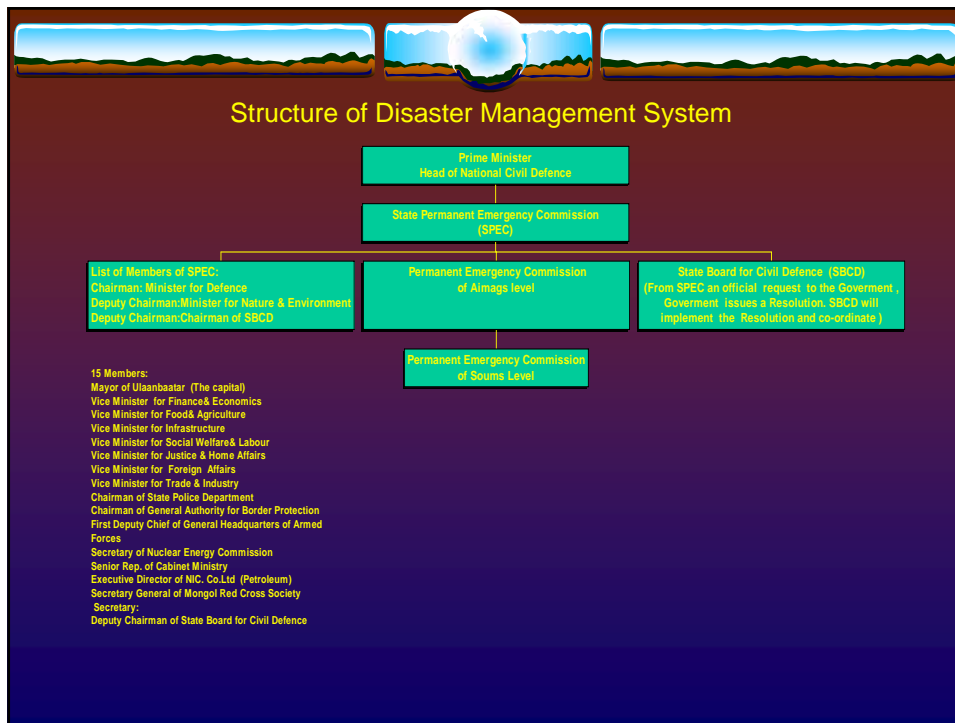 Structure of Disaster Management System
Prime Minister
Head of National Civil Defence
State Permanent Emergency Commission
(SPEC)
List of Members of SPEC:
Chairman: Minister for Defence
Deputy Chairman:Minister for Nature & Environment
Deputy Chairman:Chairman of SBCD
Permanent Emergency Commission
of Aimags level
State Board for Civil Defence (SBCD)
(From SPEC an official request to the Goverment ,
Goverment issues a Resolution. SBCD will
implement the Resolution and co-ordinate )
Permanent Emergency Commission
of Soums Level
15 Members:
Mayor of Ulaanbaatar (The capital)
Vice Minister for Finance& Economics
Vice Minister for Food& Agriculture
Vice Minister for Infrastructure
Vice Minister for Social Welfare& Labour
Vice Minister for Justice & Home Affairs
Vice Minister for Foreign Affairs
Vice Minister for Trade & Industry
Chairman of State Police Department
Chairman of General Authority for Border Protection
First Deputy Chief of General Headquarters of Armed
Forces
Secretary of Nuclear Energy Commission
Senior Rep. of Cabinet Ministry
Executive Director of NIC. Co.Ltd (Petroleum)
Secretary General of Mongol Red Cross Society
Secretary:
Deputy Chairman of State Board for Civil Defence